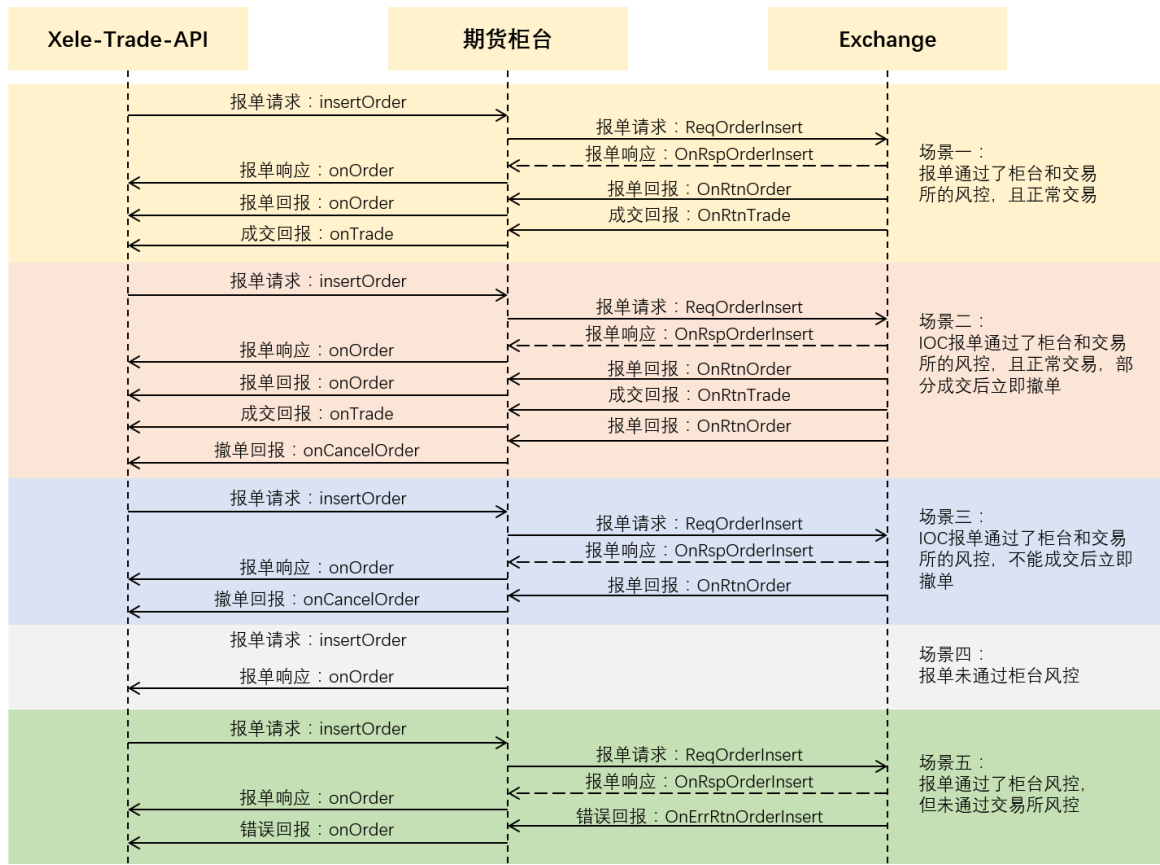 Xele-Trade-API
期货柜台
Exchange
报单请求：insertOrder
报单请求：ReqOrderInsert
报单响应：OnRspOrderInsert
报单响应：onOrder
报单回报：OnRtnOrder
报单回报：onOrder
成交回报：OnRtnTrade
成交回报：onTrade
场景一：
报单通过了柜台和交易
所的风控，且正常交易
报单请求：insertOrder
报单请求：ReqOrderInsert
报单响应：OnRspOrderInsert
报单响应：onOrder
报单回报：OnRtnOrder
报单回报：onOrder
成交回报：OnRtnTrade
成交回报：onTrade
报单回报：OnRtnOrder
撤单回报：onCancelOrder
场景二：
IOC报单通过了柜台和交易
所的风控，且正常交易，部
分成交后立即撤单
报单请求：insertOrder
报单请求：ReqOrderInsert
报单响应：OnRspOrderInsert
报单响应：onOrder
报单回报：OnRtnOrder
撤单回报：onCancelOrder
场景三：
IOC报单通过了柜台和交易
所的风控，不能成交后立即
撤单
报单请求：insertOrder
报单响应：onOrder
场景四：
报单未通过柜台风控
报单请求：insertOrder
报单请求：ReqOrderInsert
报单响应：OnRspOrderInsert
报单响应：onOrder
错误回报：OnErrRtnOrderInsert
错误回报：onOrder
场景五：
报单通过了柜台风控，
但未通过交易所风控